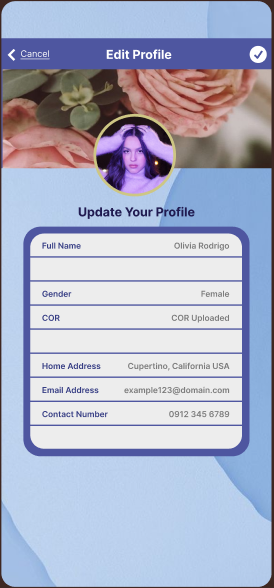 Cancel Edit Profile
Update Your Profile
Full Name Olivia Rodrigo
Gender Female
COR COR Uploaded
Home Address Cupertino, California USA
Email Address example123@domain.com
Contact Number 0912 345 6789